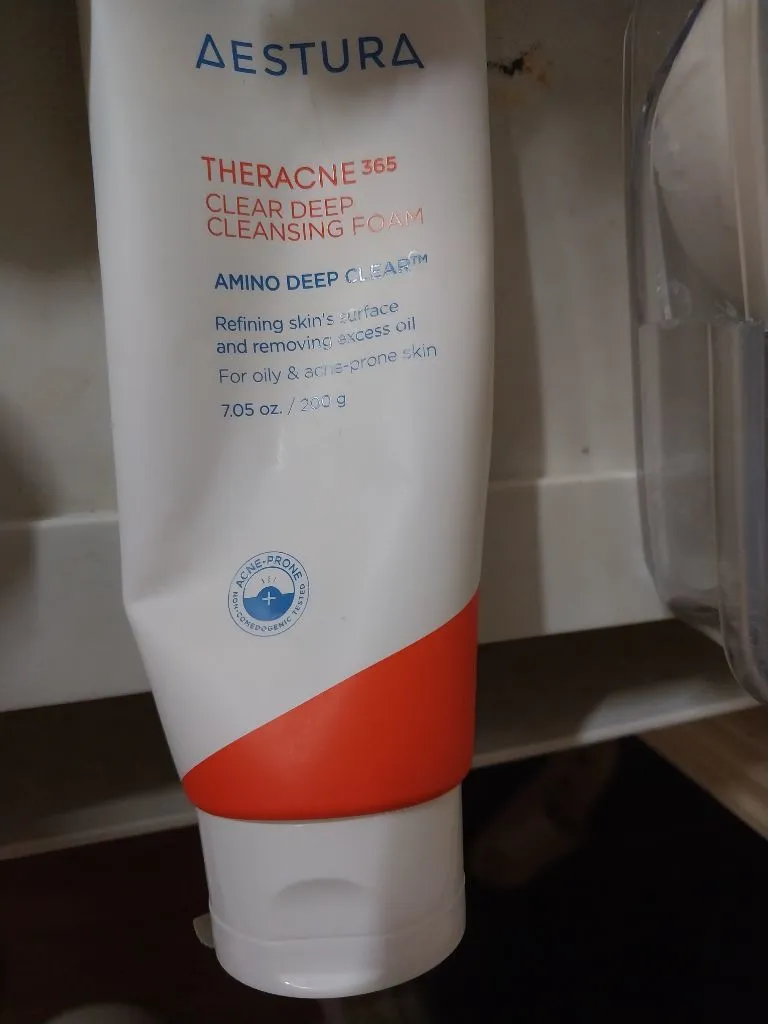 AESTURA
THERACNE 365
CLEAR DEEP
CLEANSING FOAM
AMINO DEEP CLEAR™
Refining skin's surface
and removing excess oil
For oily & acne-prone skin
7.05 oz. / 200 g
ACNE-PRONE
NON-COMEDOGENIC TESTED